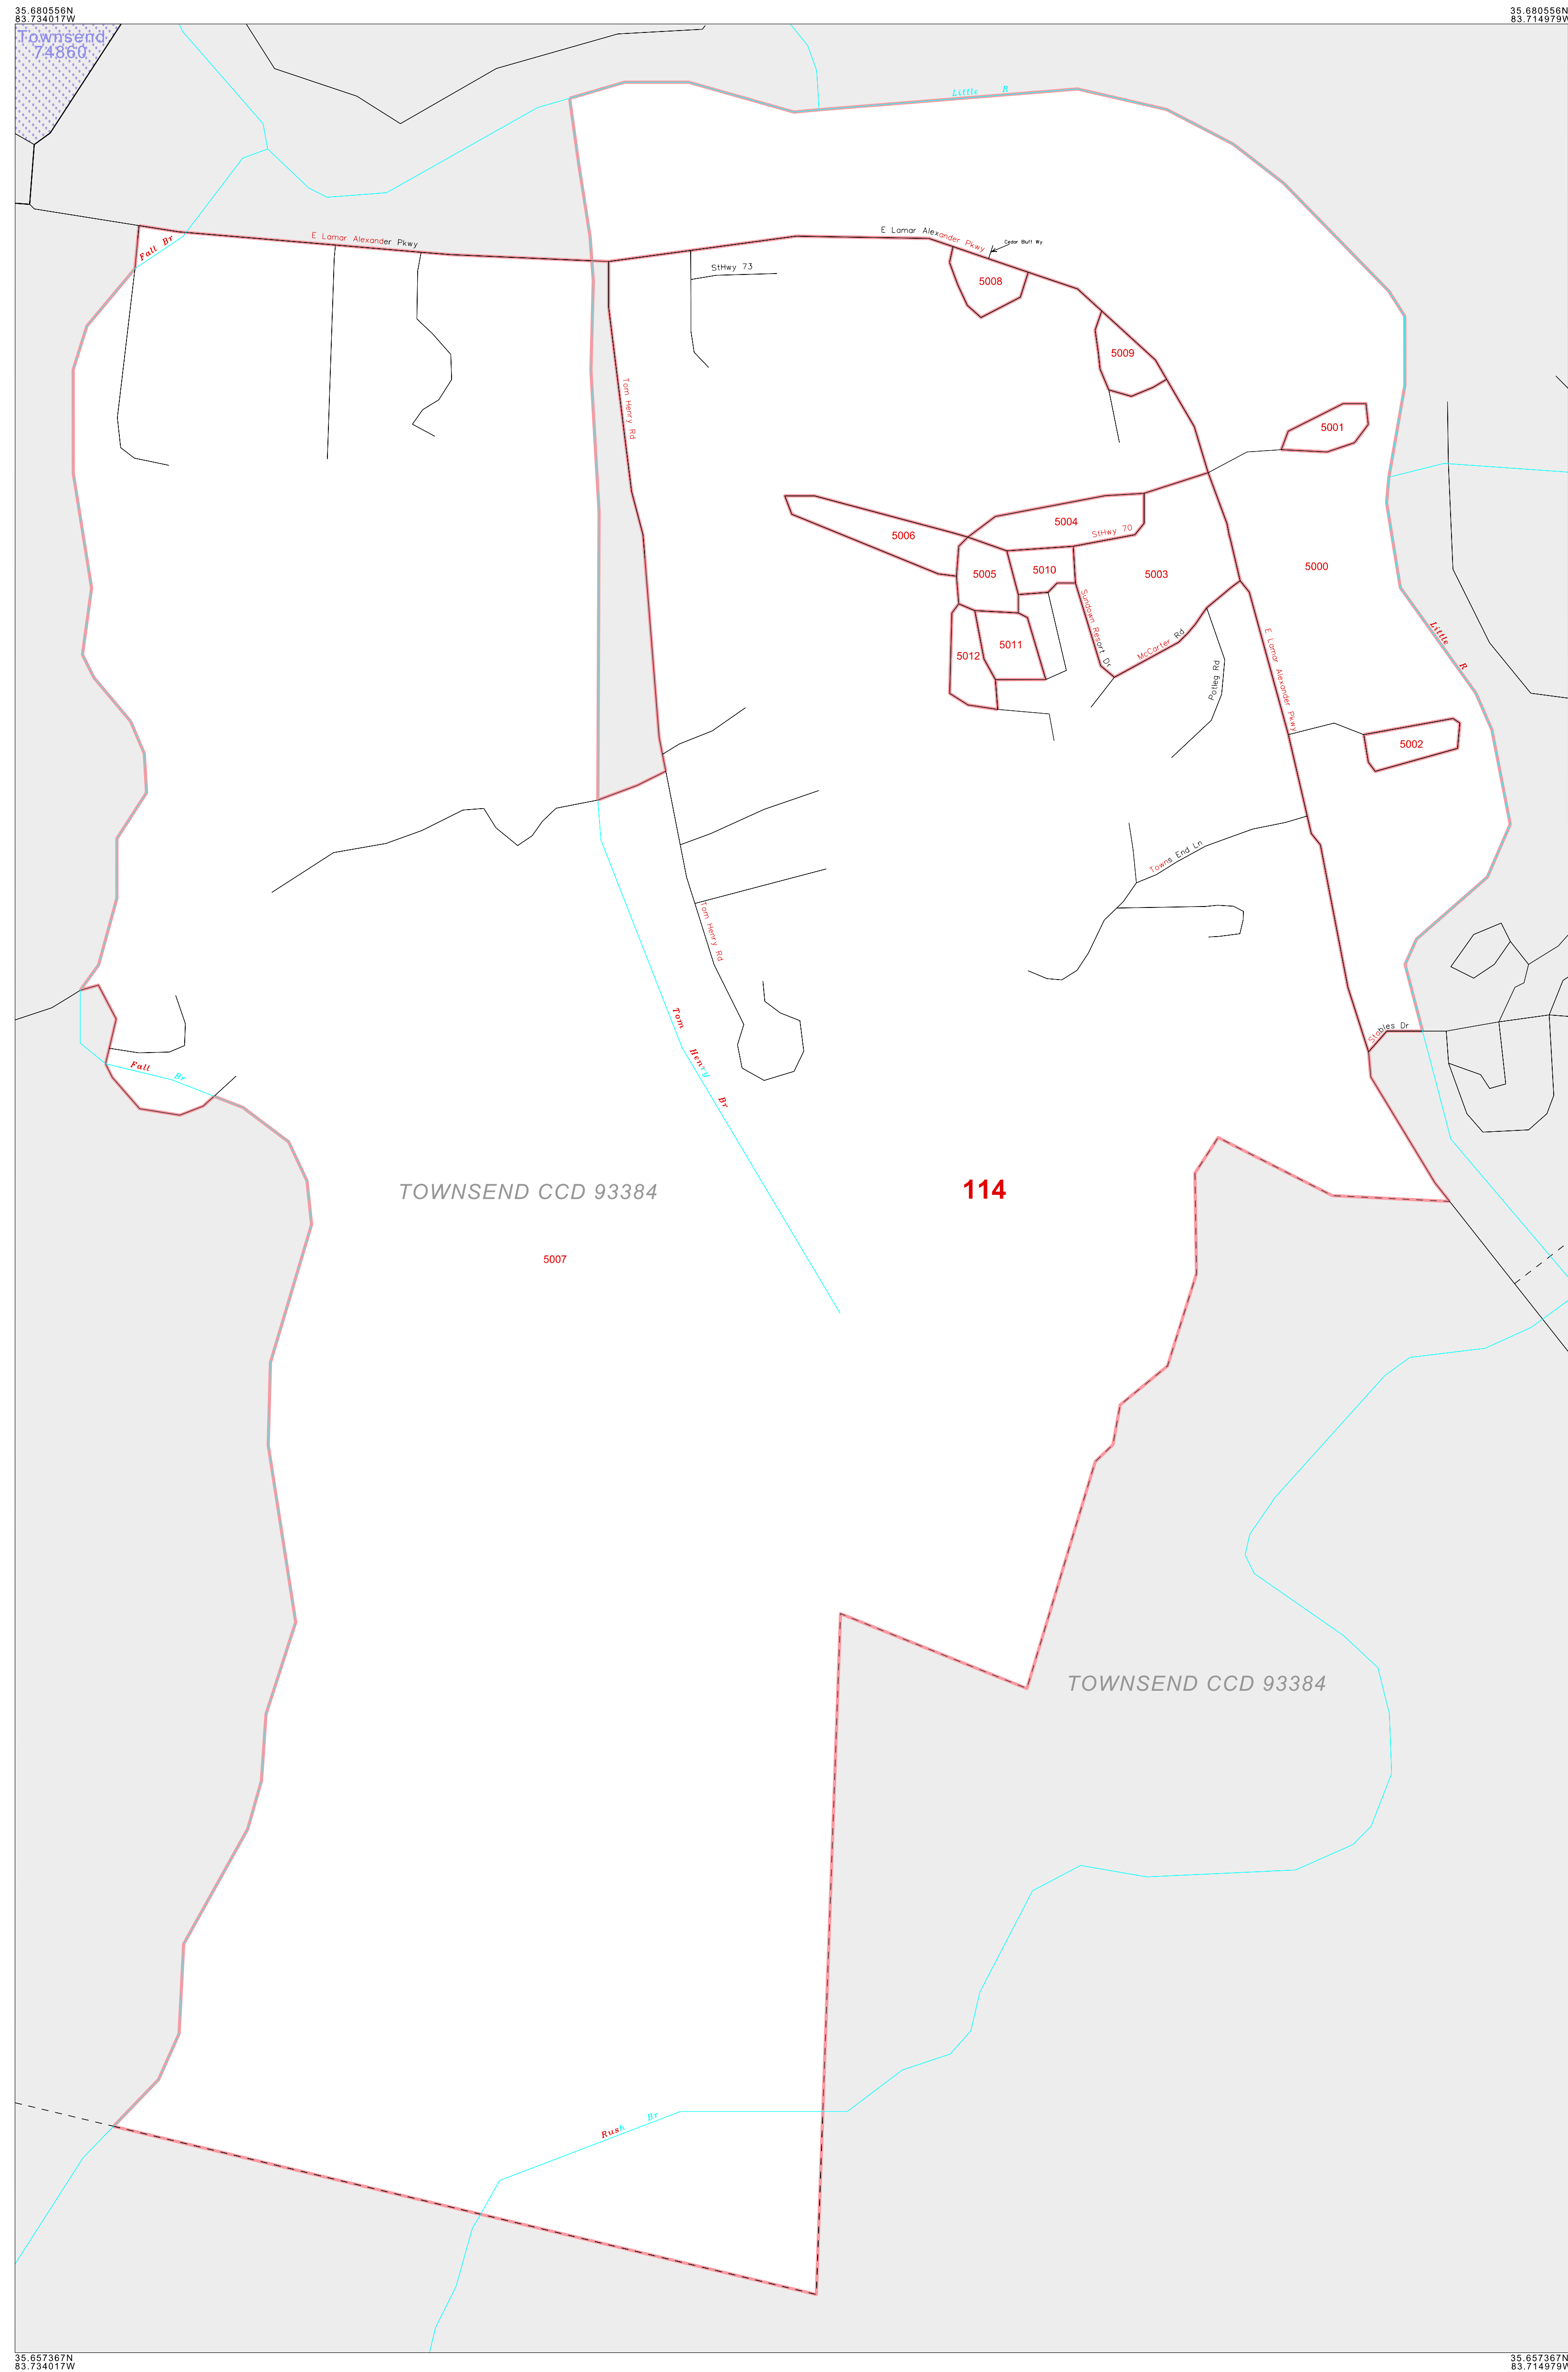 35.680556N
83.734017W
35.680556N
83.714979W
Townsend
74860
Little R
Fall Br
E Lamar Alexander Pkwy
E Lamar Alexander Pkwy
Cedar Bluff Wy
StHwy 73
5008
5009
Tom Henry Rd
5001
5004
StHwy 70
5006
5005
5010
5003
5000
Sundown Resort Dr
McCarter Rd
Little R
5011
5012
Potleg Rd
E Lamar Alexander Pkwy
5002
Towns End Ln
Tom Henry Rd
Stables Dr
Tom Henry Br
Fall Br
TOWNSEND CCD 93384
114
5007
TOWNSEND CCD 93384
Rush Br
35.657367N
83.734017W
35.657367N
83.714979W